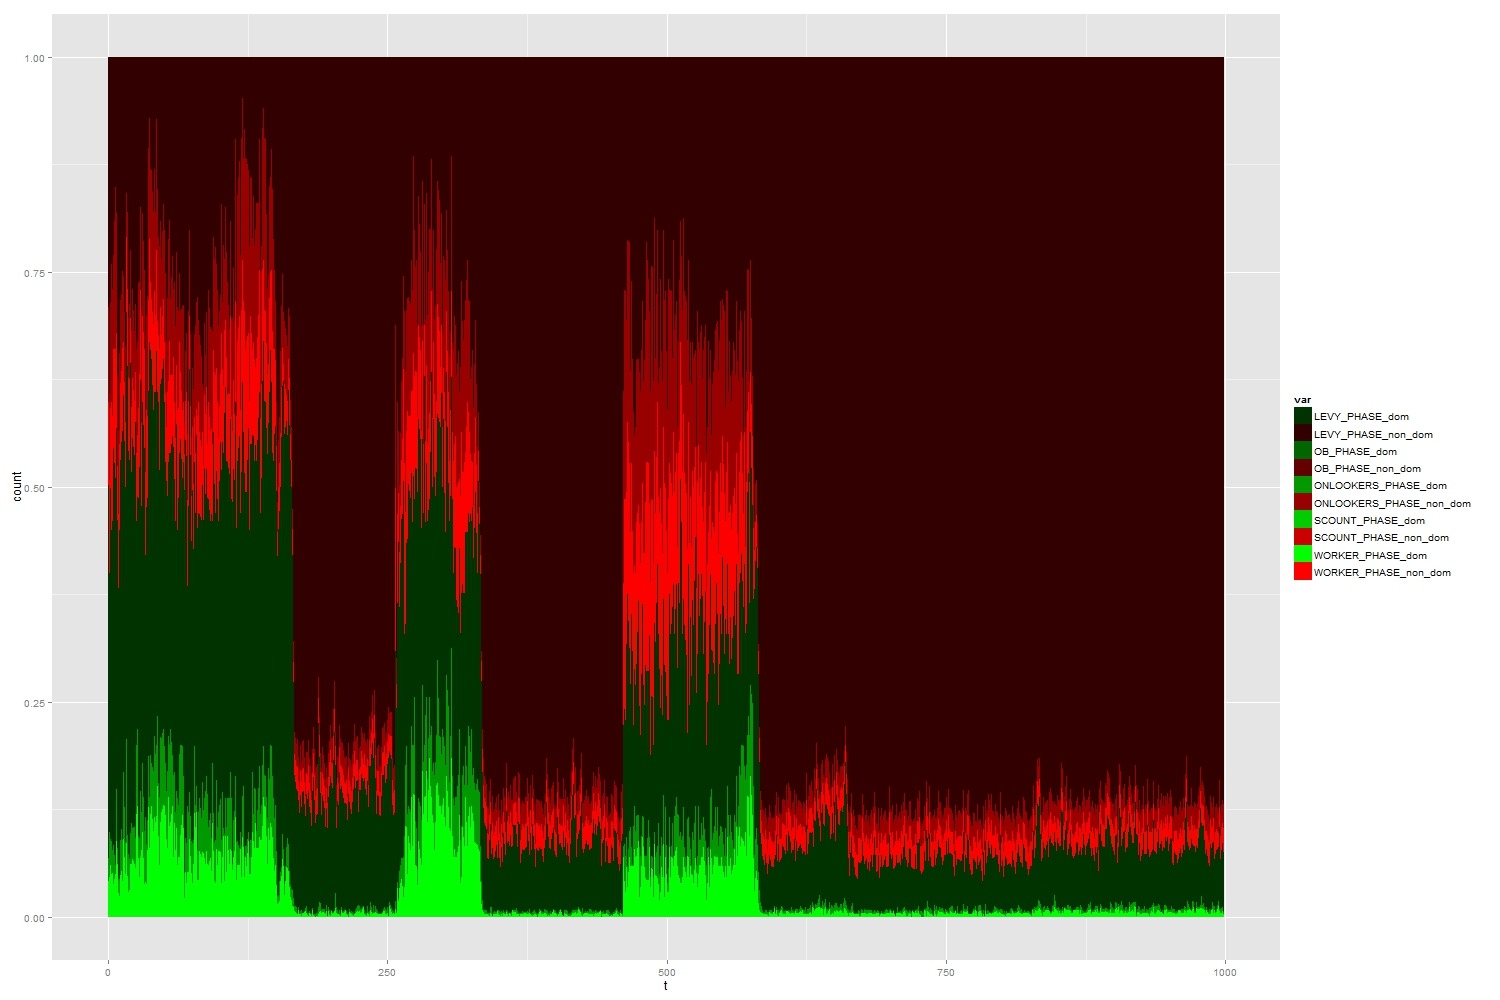 1.00
0.75
0.50
0.25
0.00
count
0
250
500
750
1000
t
var
LEVY_PHASE_dom
LEVY_PHASE_non_dom
OB_PHASE_dom
OB_PHASE_non_dom
ONLOOKERS_PHASE_dom
ONLOOKERS_PHASE_non_dom
SCOUNT_PHASE_dom
SCOUNT_PHASE_non_dom
WORKER_PHASE_dom
WORKER_PHASE_non_dom